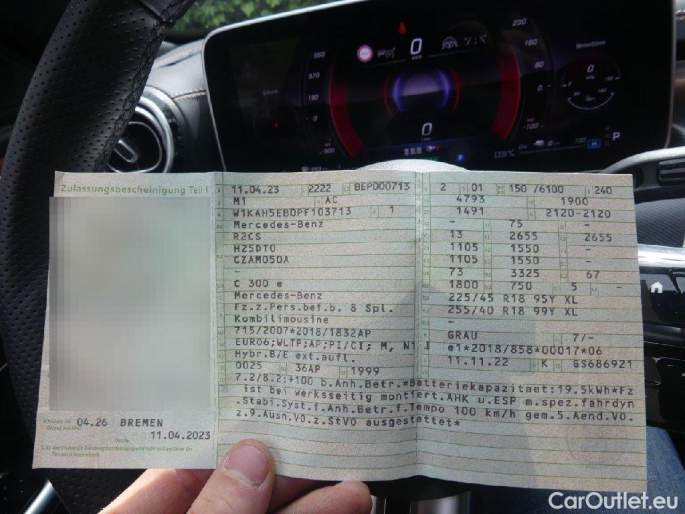 Zulassungsbescheinigung Teil I
11.04.23 2222 BEPD00713
M1 AC
W1KAH5EB0PF103713 1
Mercedes-Benz
R2CS
H25DT0
CZAM05DA
-
C 300 e
Mercedes-Benz
Fz.z.Pers.bef.b. 8 Spl.
Kombilimousine
715/2007*2018/1832AP
EURO6;WLTP;AP;PI/CI; M, N1 I
Hybr.B/E ext.aufl.
0025 36AP 1999
2 01 150 /6100 240
4793 1900
1491 2120-2120
- 75 -
13 2655 2655
1105 1550 -
1105 1550 -
73 3325 67
1800 750 5 -
225/45 R18 95Y XL
255/40 R18 99Y XL
-
GRAU 7/-
e1*2018/858*00017*06
11.11.22 K GS686921
7.2/8.2:+100 b.Anh.Betr.*Batteriekapazitaet:19.5kWh*Fz
ist bei werksseitig montiert.AHK u.ESP m.spez.fahrdyn
.Stabi.Syst.f.Anh.Betr.f.Tempo 100 km/h gem.5.Aend.VO.
z.9.Ausn.VO.z.StVO ausgestattet*
04.26 BREMEN
11.04.2023
0
0
P
CarOutlet.eu